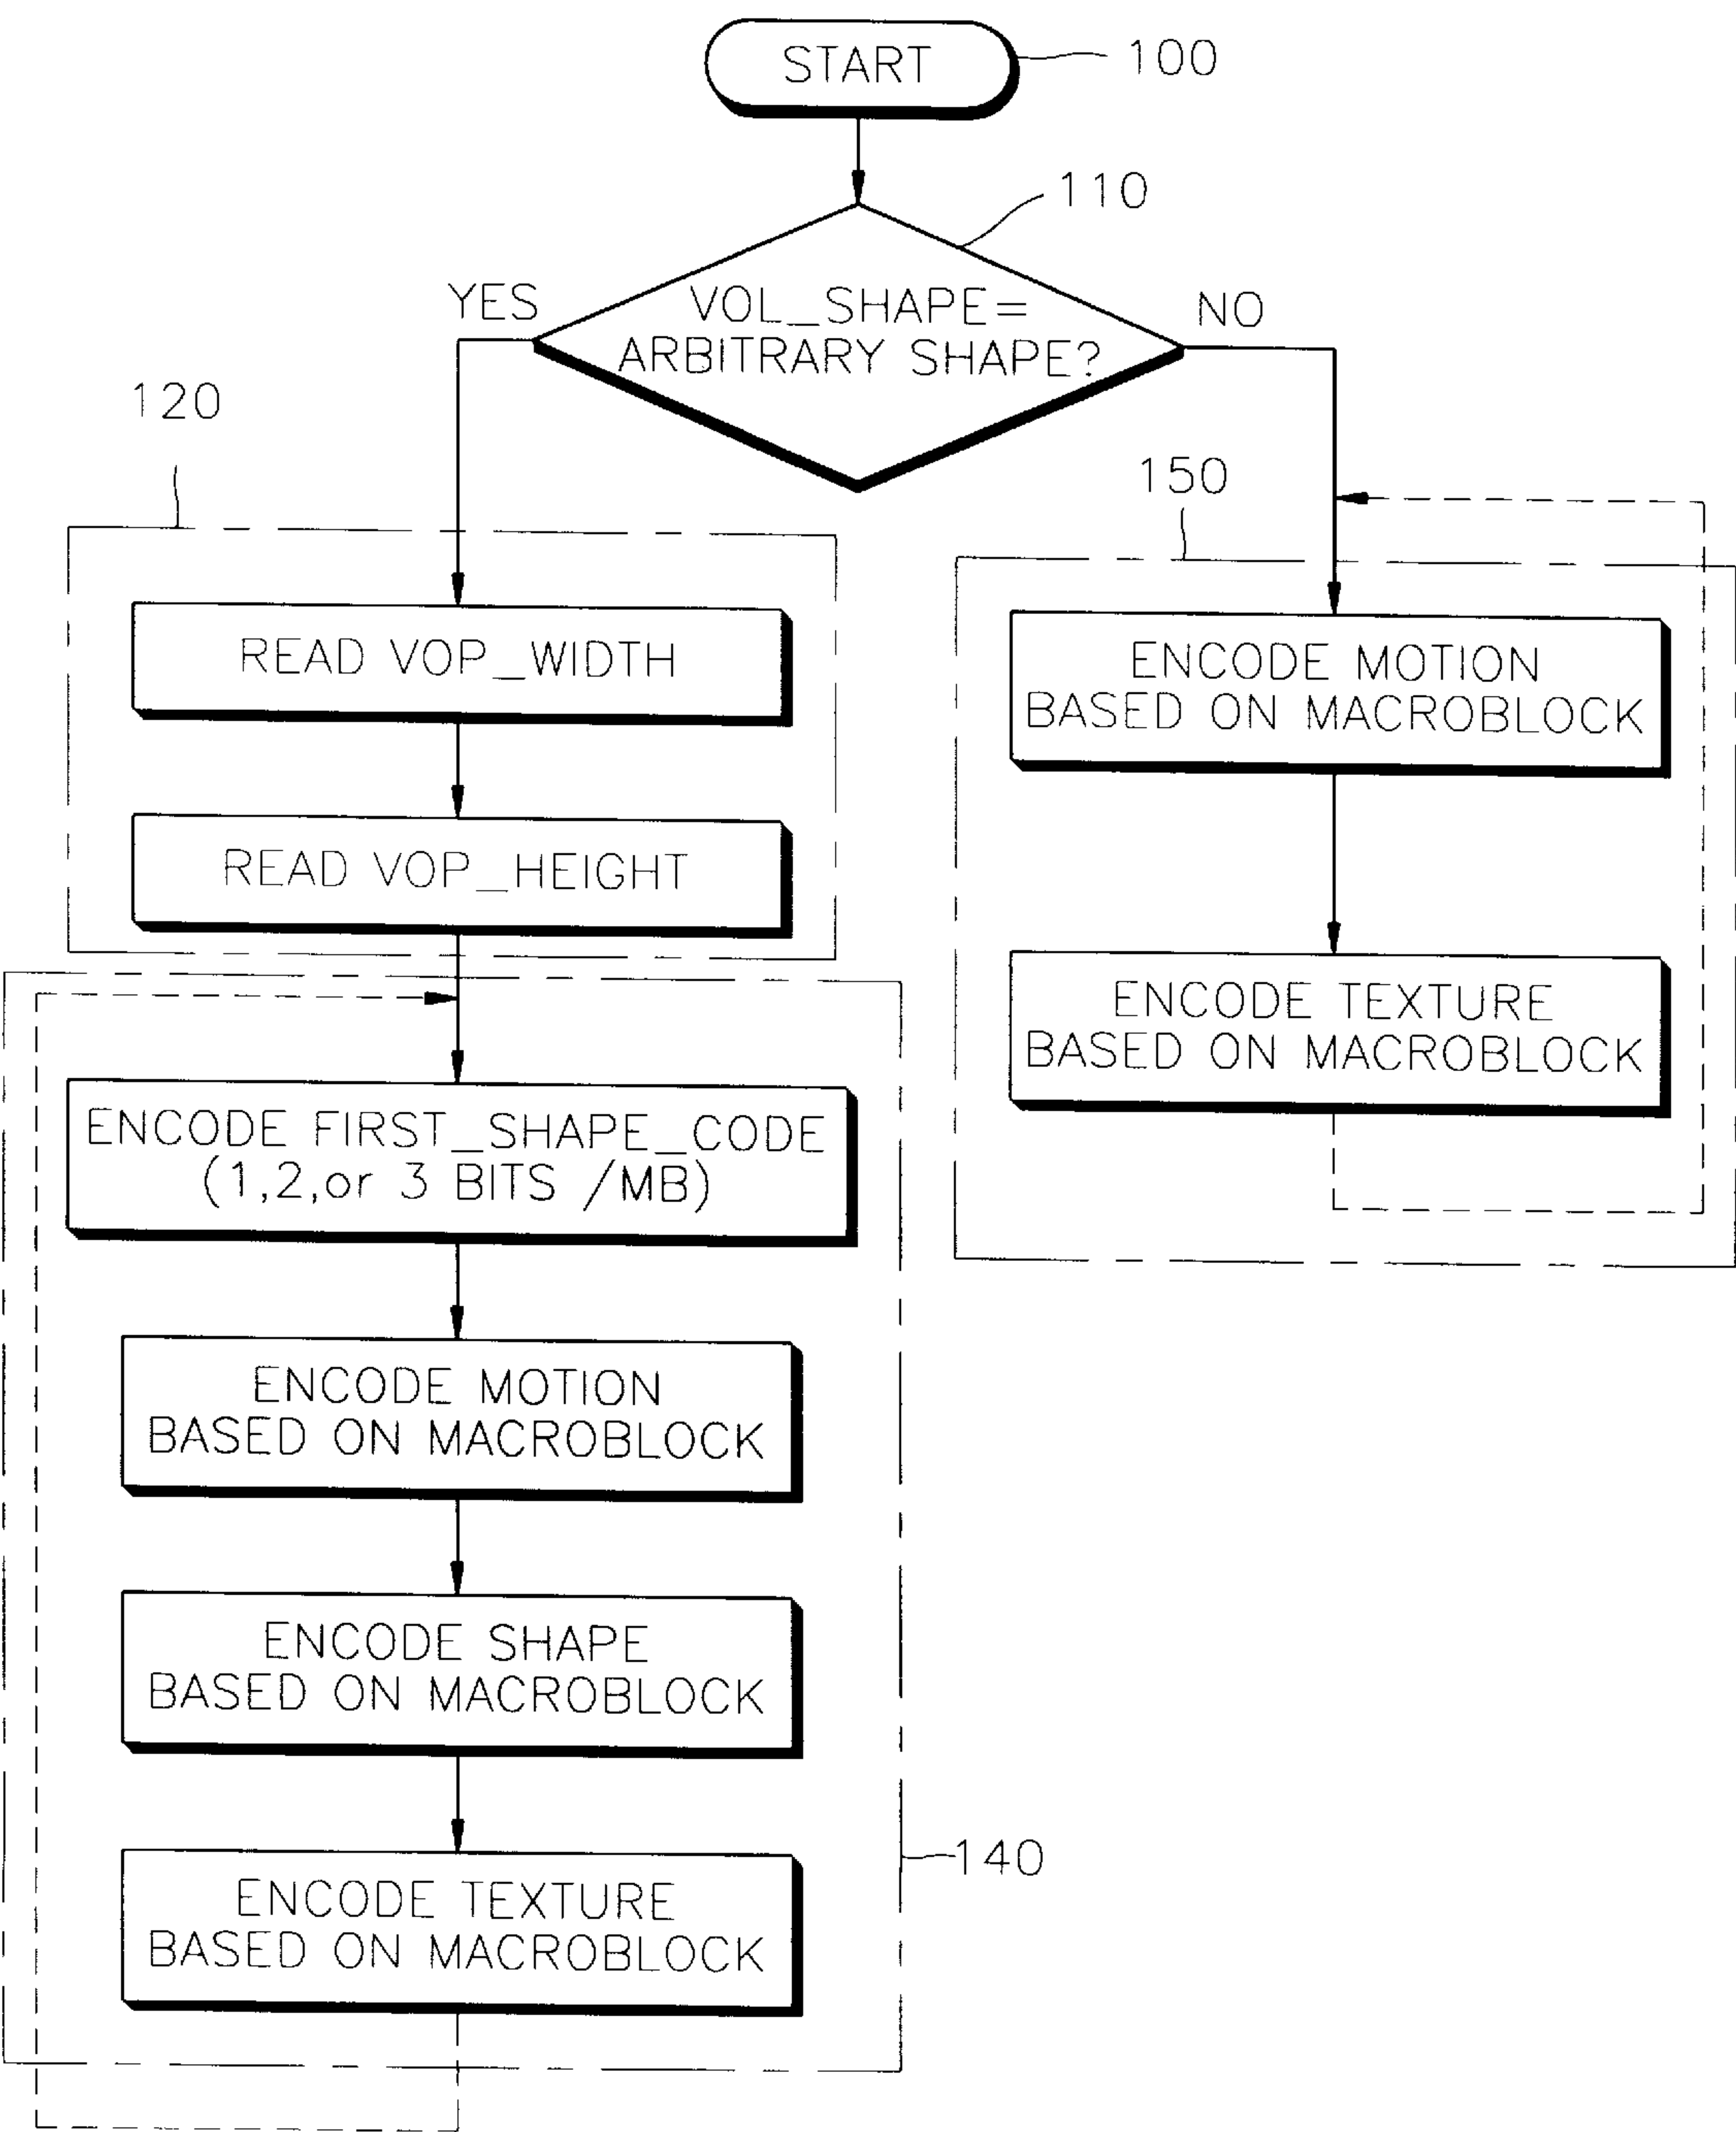 START
100
110
VOL_SHAPE=
ARBITRARY SHAPE?
YES
NO
120
READ VOP_WIDTH
READ VOP_HEIGHT
ENCODE FIRST_SHAPE_CODE
(1,2,or 3 BITS /MB)
ENCODE MOTION
BASED ON MACROBLOCK
ENCODE SHAPE
BASED ON MACROBLOCK
ENCODE TEXTURE
BASED ON MACROBLOCK
140
150
ENCODE MOTION
BASED ON MACROBLOCK
ENCODE TEXTURE
BASED ON MACROBLOCK